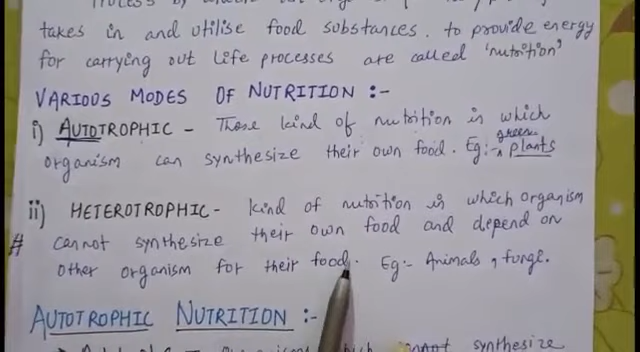 takes in and utilise food substances. to provide energy
for carrying out life processes are called 'nutrition'
VARIOUS MODES OF NUTRITION :-
i) AUTOTROPHIC - Those kind of nutrition in which
organism can synthesize their own food. Eg:- green plants
ii) HETEROTROPHIC - kind of nutrition in which organism
# cannot synthesize their own food and depend on
other organism for their food. Eg:- Animals, fungi.
AUTOTROPHIC NUTRITION :-
which synthesize